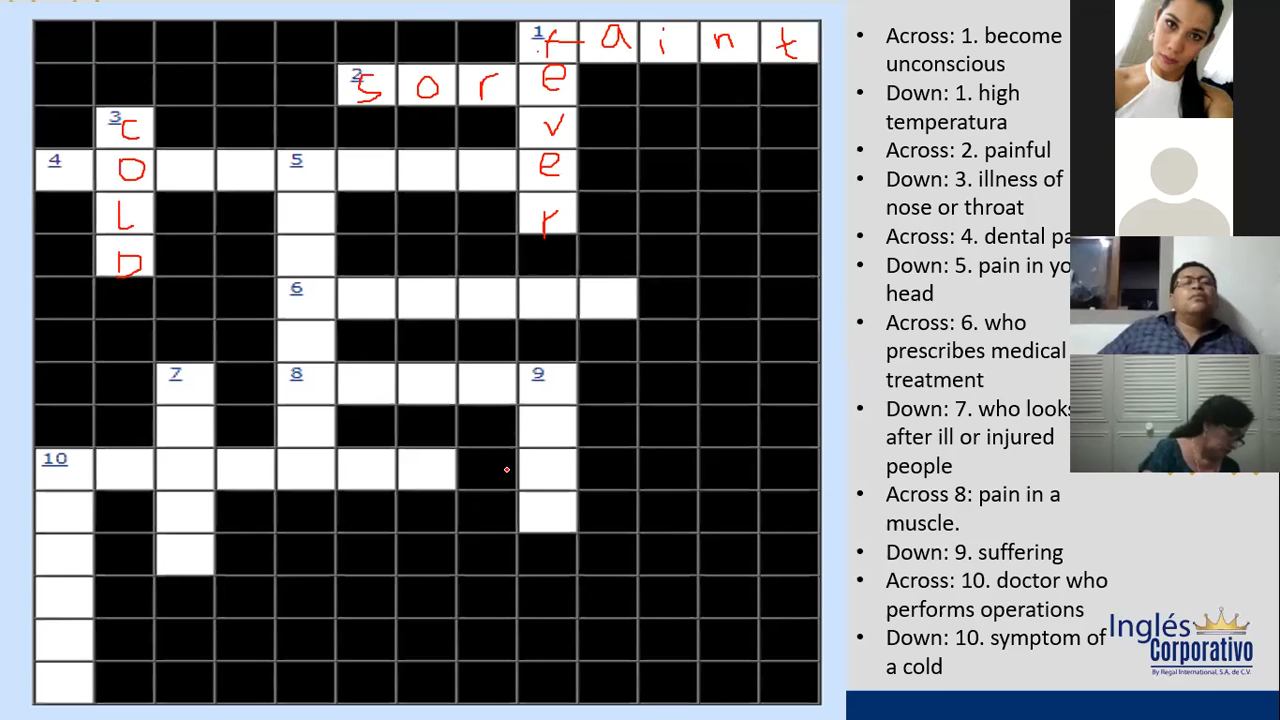 1 f a i n t
2 s o r e
3 c v
4 o 5 e
L r
D
6
7 8 9
10
• Across: 1. become
unconscious
• Down: 1. high
temperatura
• Across: 2. painful
• Down: 3. illness of
nose or throat
• Across: 4. dental pa
• Down: 5. pain in yo
head
• Across: 6. who
prescribes medical
treatment
• Down: 7. who looks
after ill or injured
people
• Across 8: pain in a
muscle.
• Down: 9. suffering
• Across: 10. doctor who
performs operations
• Down: 10. symptom of
a cold
Inglés
Corporativo
By Regal International, S.A. de C.V.